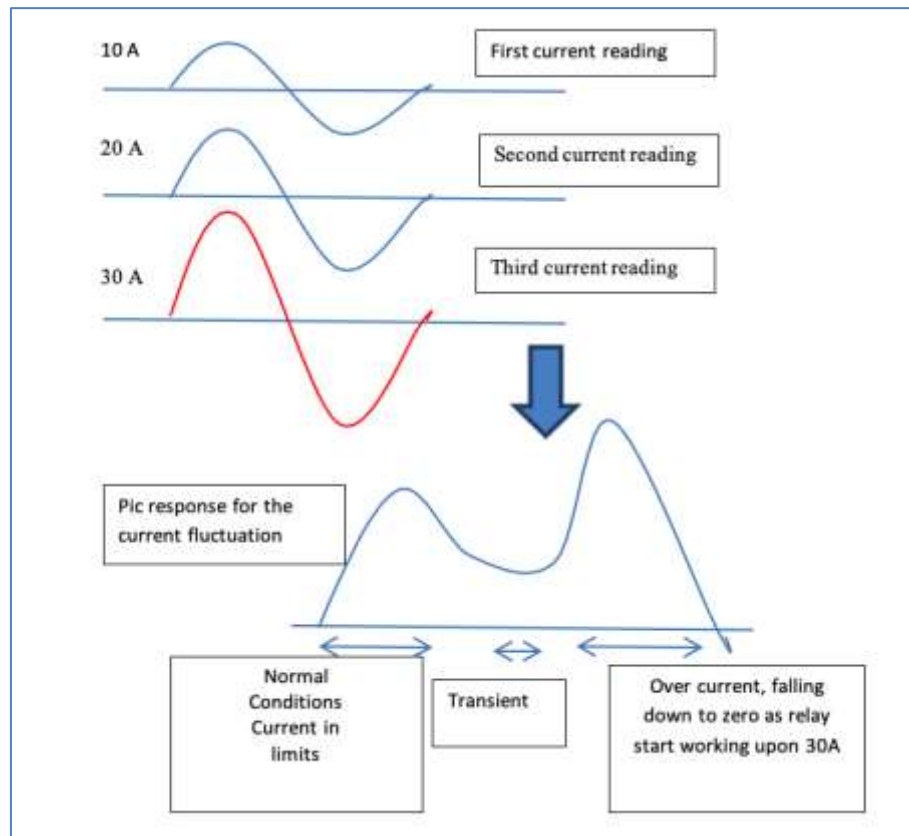 10 A
First current reading
20 A
Second current reading
30 A
Third current reading
Pic response for the
current fluctuation
Normal
Conditions
Current in
limits
Transient
Over current, falling
down to zero as relay
start working upon 30A